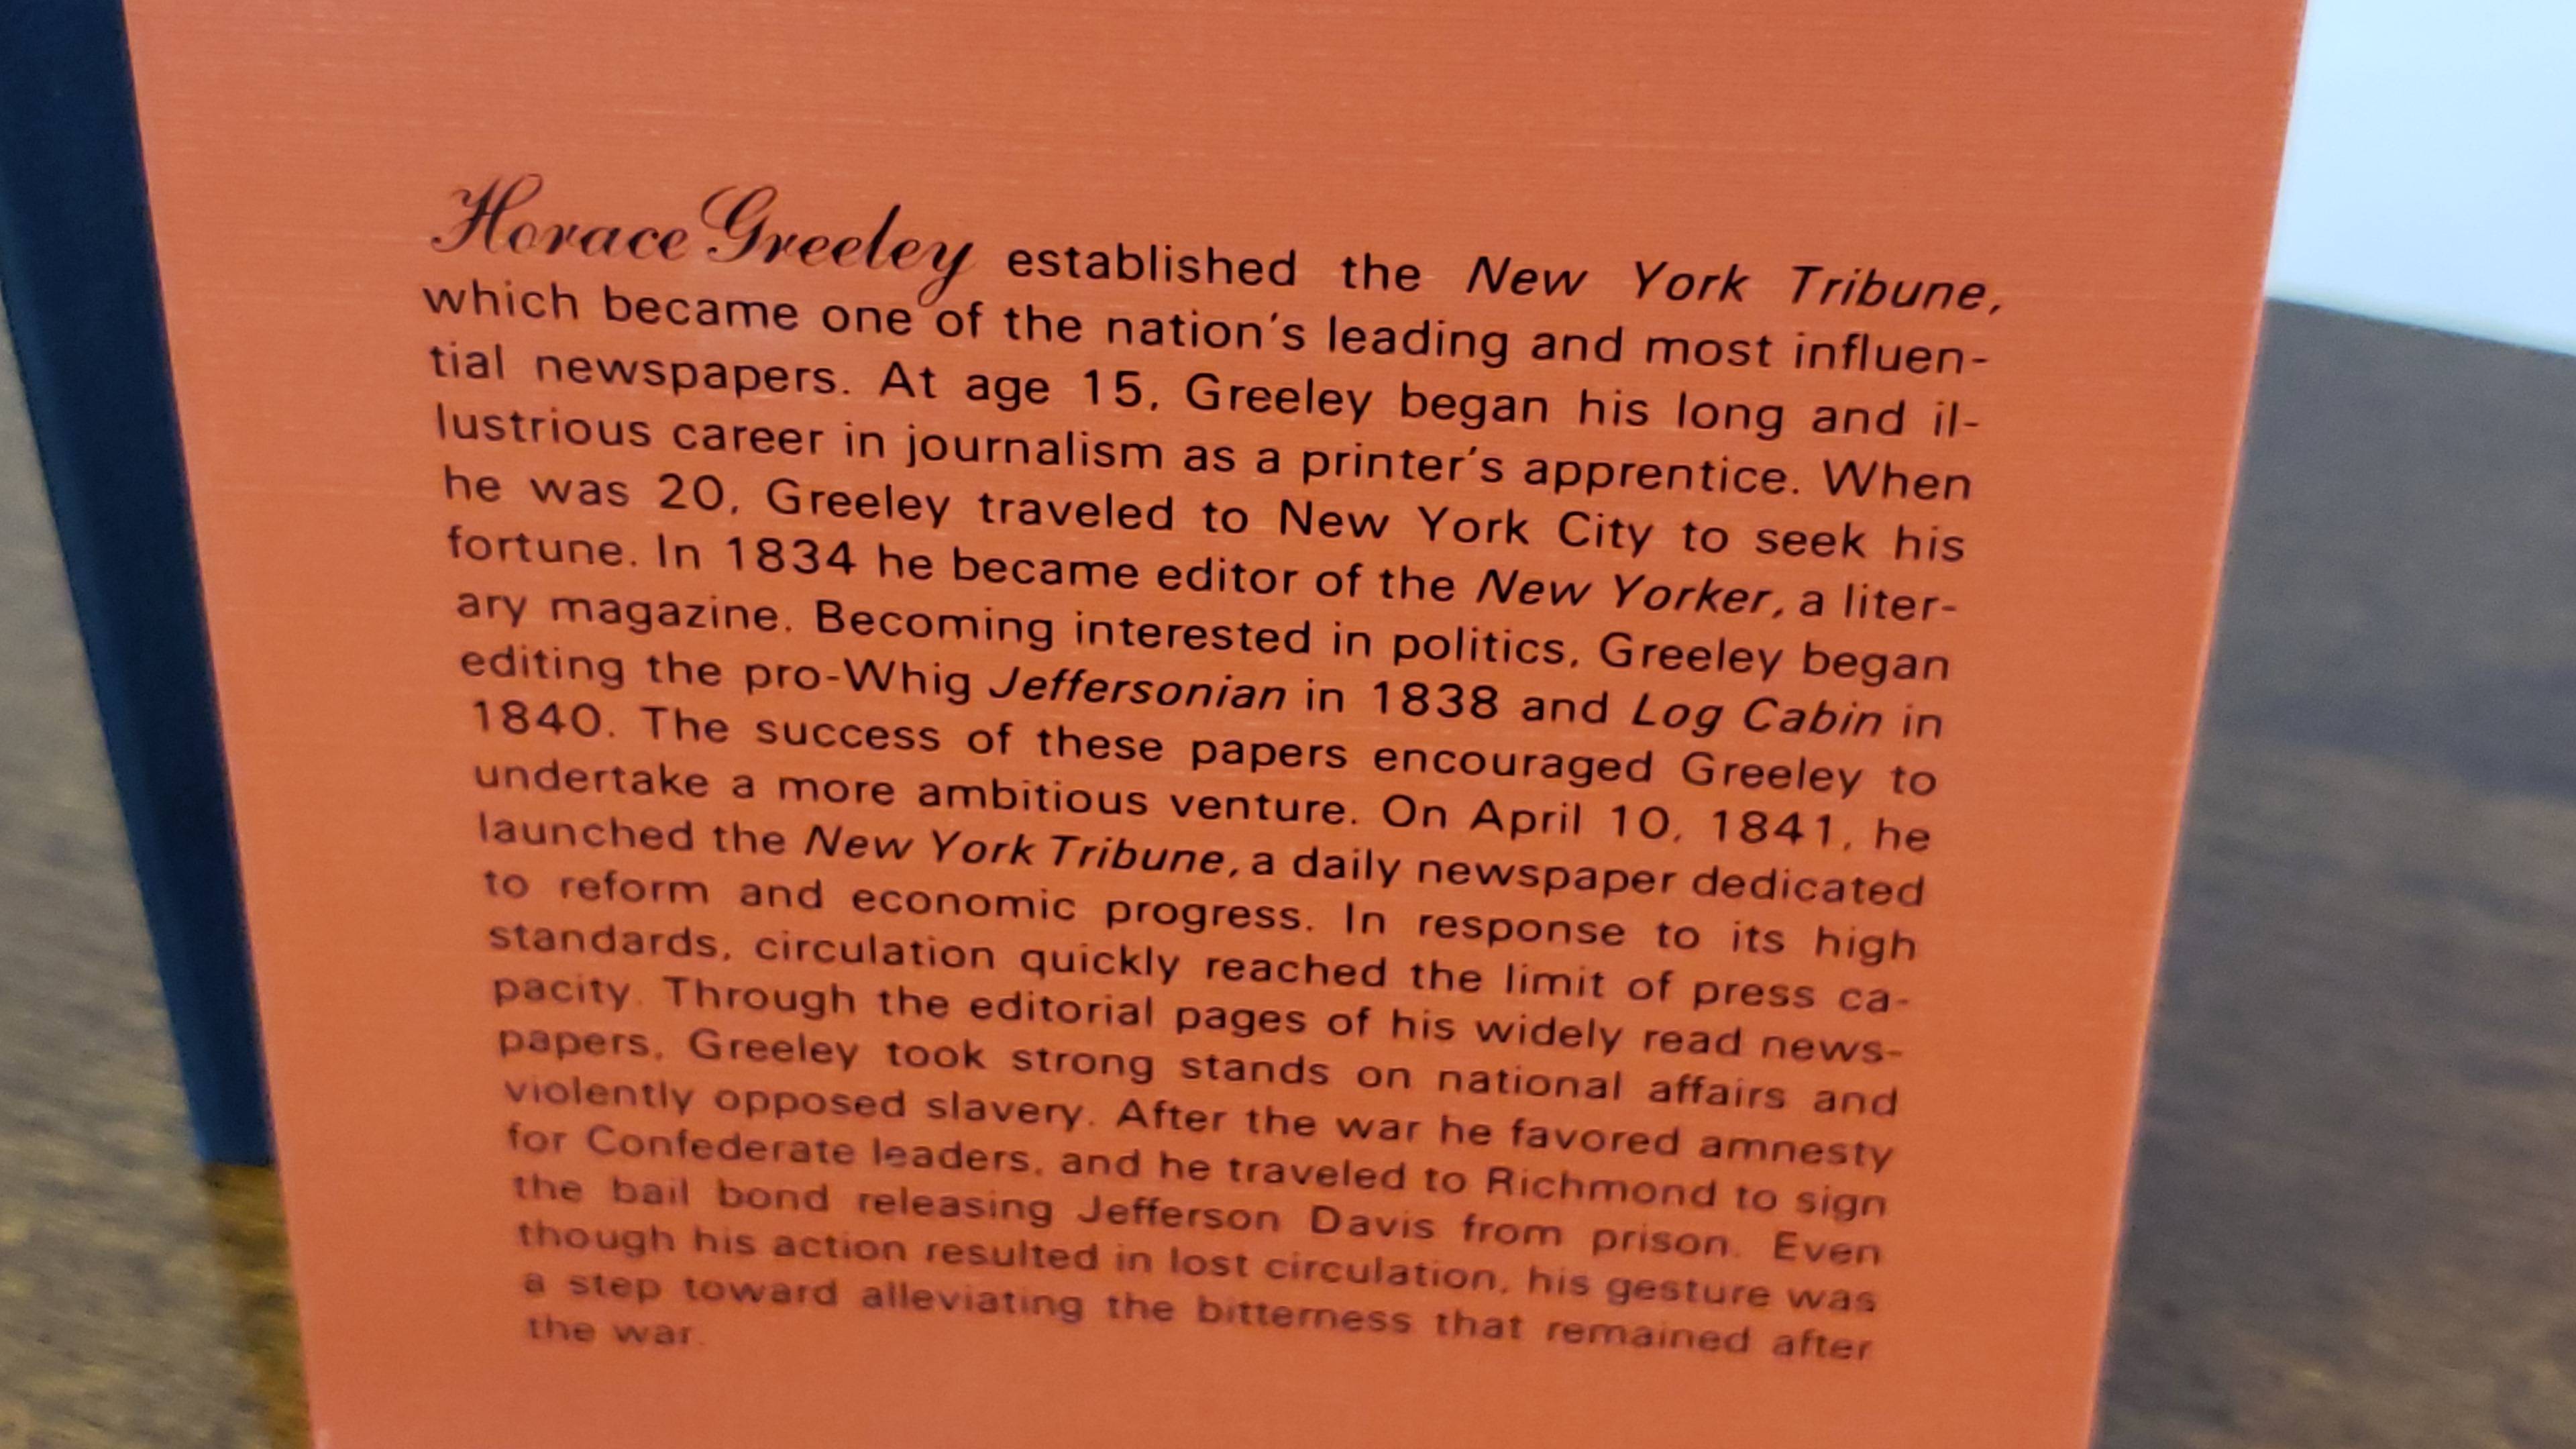 Horace Greeley established the New York Tribune,
which became one of the nation's leading and most influen-
tial newspapers. At age 15, Greeley began his long and il-
lustrious career in journalism as a printer's apprentice. When
he was 20, Greeley traveled to New York City to seek his
fortune. In 1834 he became editor of the New Yorker, a liter-
ary magazine. Becoming interested in politics, Greeley began
editing the pro-Whig Jeffersonian in 1838 and Log Cabin in
1840. The success of these papers encouraged Greeley to
undertake a more ambitious venture. On April 10, 1841, he
launched the New York Tribune, a daily newspaper dedicated
to reform and economic progress. In response to its high
standards, circulation quickly reached the limit of press ca-
pacity. Through the editorial pages of his widely read news-
papers, Greeley took strong stands on national affairs and
violently opposed slavery. After the war he favored amnesty
for Confederate leaders, and he traveled to Richmond to sign
the bail bond releasing Jefferson Davis from prison. Even
though his action resulted in lost circulation, his gesture was
a step toward alleviating the bitterness that remained after
the war.